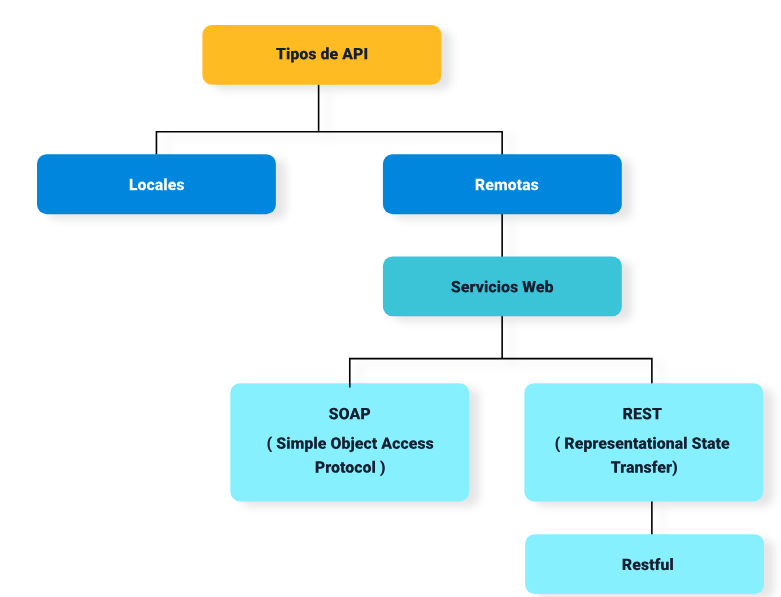 Tipos de API
Locales
Remotas
Servicios Web
SOAP
( Simple Object Access
Protocol )
REST
( Representational State
Transfer)
Restful